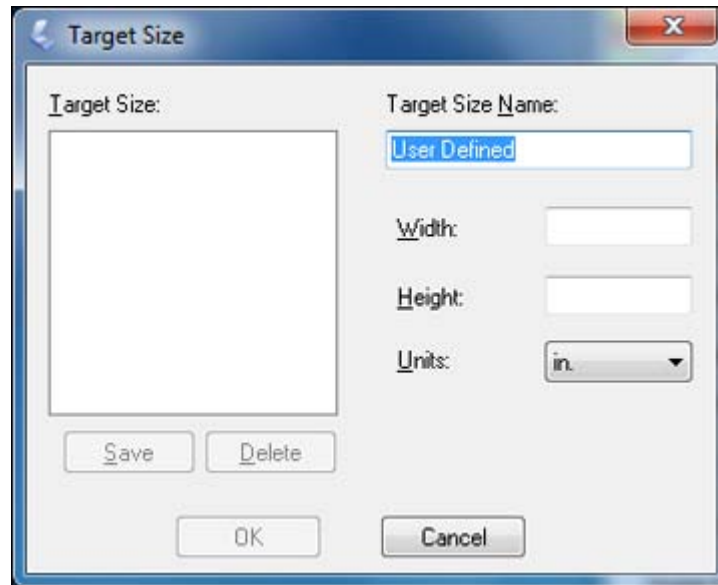 Target Size
Target Size:
Target Size Name:
User Defined
Width:
Height:
Units:
in.
Save
Delete
OK
Cancel